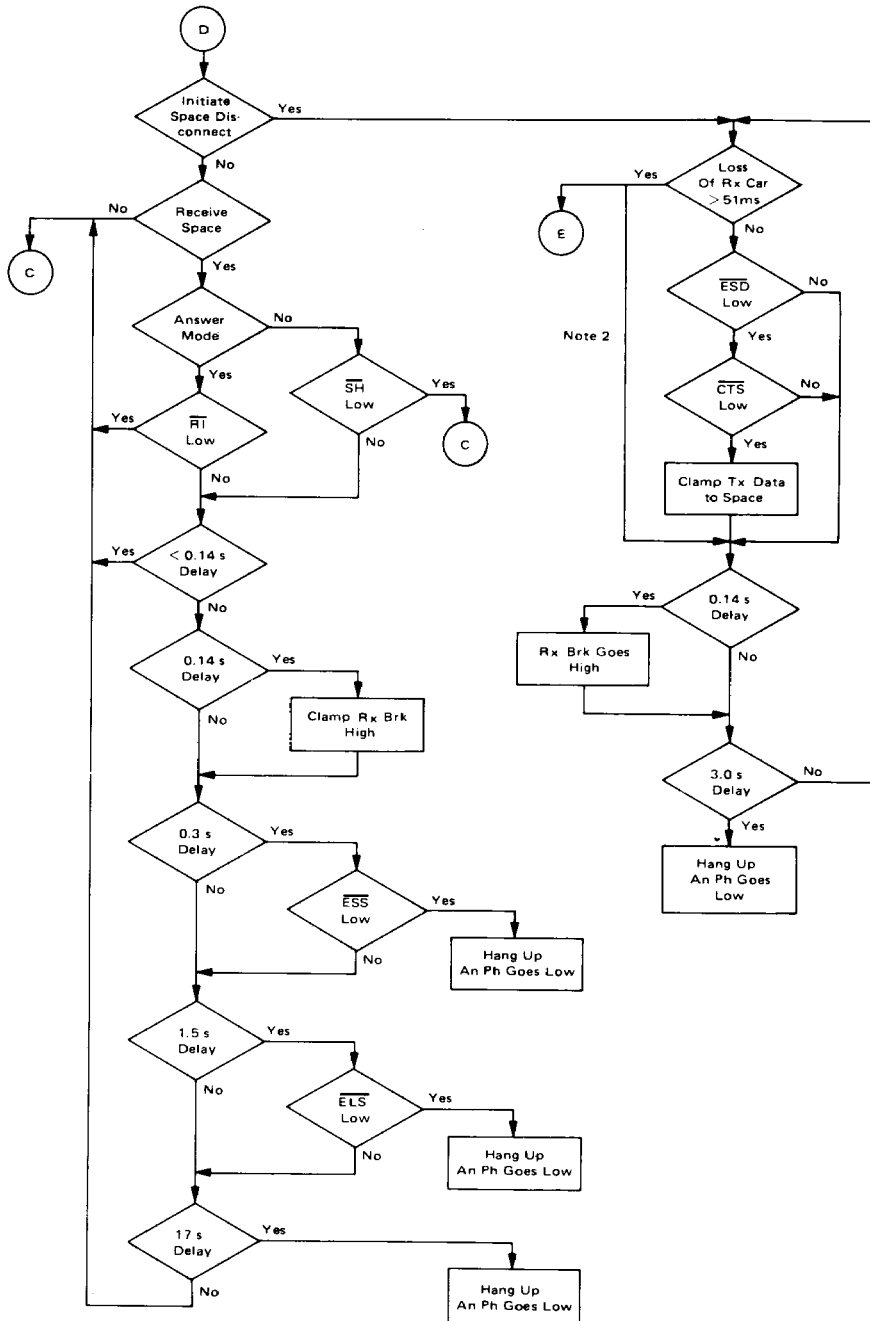 D
Initiate
Space Dis-
connect
Yes
No
Receive
Space
No
C
Yes
Answer
Mode
No
Yes
SH
Low
Yes
C
No
RI
Low
Yes
No
< 0.14 s
Delay
Yes
No
0.14 s
Delay
Yes
No
Clamp Rx Brk
High
0.3 s
Delay
Yes
No
ESS
Low
Yes
No
Hang Up
An Ph Goes Low
1.5 s
Delay
Yes
No
ELS
Low
Yes
No
Hang Up
An Ph Goes Low
17 s
Delay
Yes
No
Hang Up
An Ph Goes Low
Loss
Of Rx Car
>51ms
Yes
E
No
ESD
Low
No
Yes
Note 2
CTS
Low
No
Yes
Clamp Tx Data
to Space
0.14 s
Delay
Yes
No
Rx Brk Goes
High
3.0 s
Delay
No
Yes
Hang Up
An Ph Goes
Low